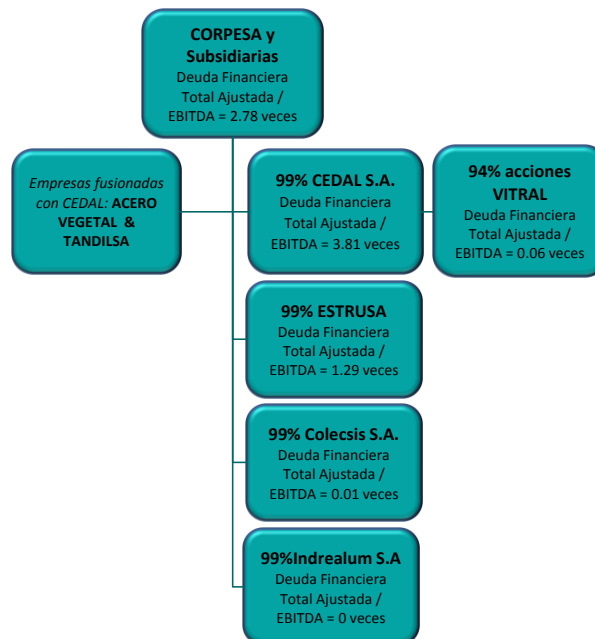 CORPESA y
Subsidiarias
Deuda Financiera
Total Ajustada /
EBITDA = 2.78 veces
Empresas fusionadas
con CEDAL: ACERO
VEGETAL & 
TANDILSA
99% CEDAL S.A.
Deuda Financiera
Total Ajustada /
EBITDA = 3.81 veces
94% acciones
VITRAL
Deuda Financiera
Total Ajustada /
EBITDA = 0.06 veces
99% ESTRUSA
Deuda Financiera
Total Ajustada /
EBITDA = 1.29 veces
99% Colecsis S.A.
Deuda Financiera
Total Ajustada /
EBITDA = 0.01 veces
99%Indrealum S.A
Deuda Financiera
Total Ajustada /
EBITDA = 0 veces